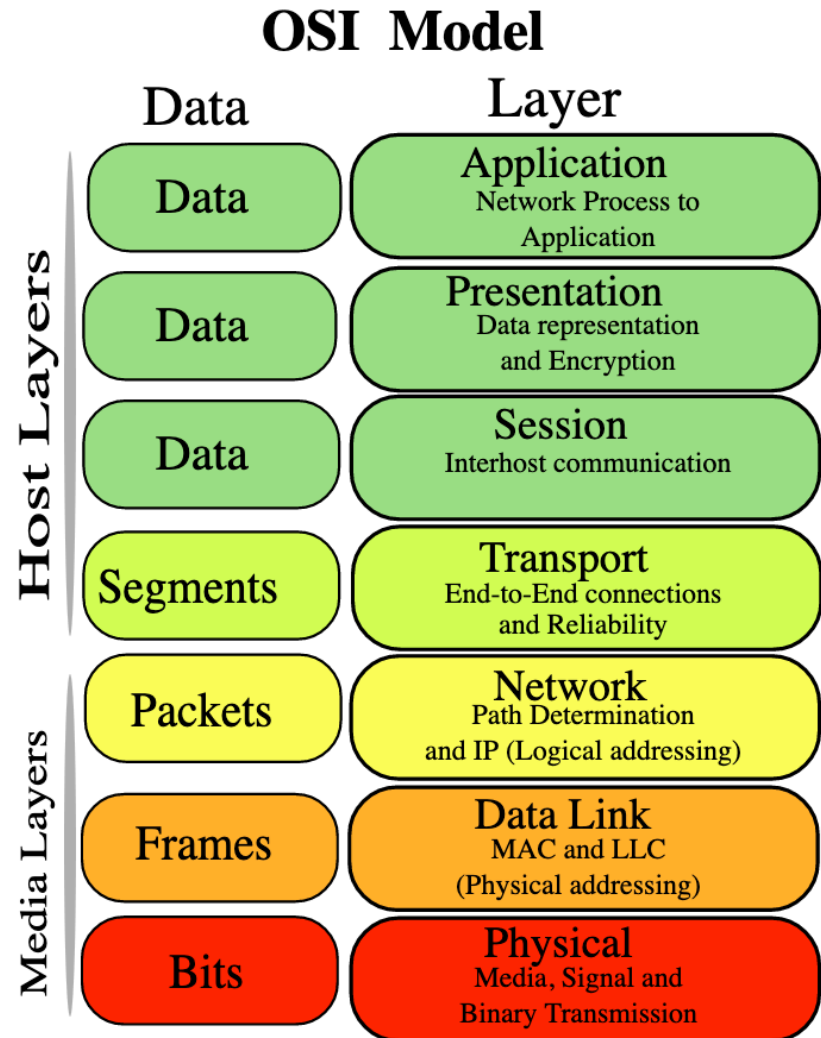 OSI Model
Data
Layer
Host Layers
Data
Application
Network Process to
Application
Data
Presentation
Data representation
and Encryption
Data
Session
Interhost communication
Segments
Transport
End-to-End connections
and Reliability
Media Layers
Packets
Network
Path Determination
and IP (Logical addressing)
Frames
Data Link
MAC and LLC
(Physical addressing)
Bits
Physical
Media, Signal and
Binary Transmission